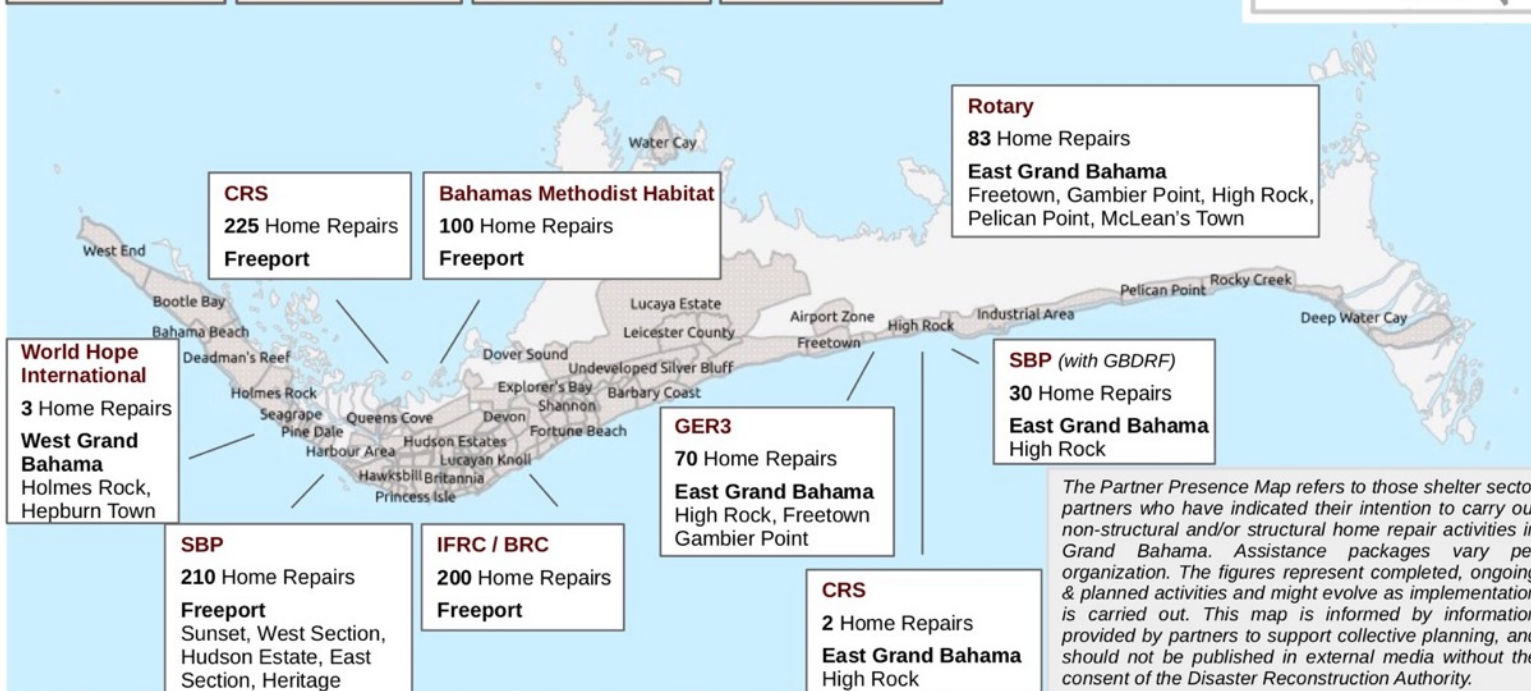 Rotary
83 Home Repairs
East Grand Bahama
Freetown, Gambier Point, High Rock,
Pelican Point, McLean's Town
Water Cay
CRS
225 Home Repairs
Freeport
Bahamas Methodist Habitat
100 Home Repairs
Freeport
West End
Bootle Bay
Bahama Beach
Deadman's Reef
Holmes Rock
Seagrape
Pine Dale
Queens Cove
Harbour Area
Hudson Estates
Hawksbill
Britannia
Lucayan Knoll
Princess Isle
Devon
Dover Sound
Explorer's Bay
Shannon
Fortune Beach
Barbary Coast
Undeveloped Silver Bluff
Leicester County
Lucaya Estate
Airport Zone
Freetown
High Rock
Industrial Area
Pelican Point
Rocky Creek
Deep Water Cay
World Hope
International
3 Home Repairs
West Grand
Bahama
Holmes Rock,
Hepburn Town
SBP (with GBDRF)
30 Home Repairs
East Grand Bahama
High Rock
GER3
70 Home Repairs
East Grand Bahama
High Rock, Freetown
Gambier Point
SBP
210 Home Repairs
Freeport
Sunset, West Section,
Hudson Estate, East
Section, Heritage
IFRC / BRC
200 Home Repairs
Freeport
CRS
2 Home Repairs
East Grand Bahama
High Rock
The Partner Presence Map refers to those shelter secto
partners who have indicated their intention to carry ou
non-structural and/or structural home repair activities i
Grand Bahama. Assistance packages vary pe
organization. The figures represent completed, ongoing
& planned activities and might evolve as implementation
is carried out. This map is informed by information
provided by partners to support collective planning, and
should not be published in external media without the
consent of the Disaster Reconstruction Authority.